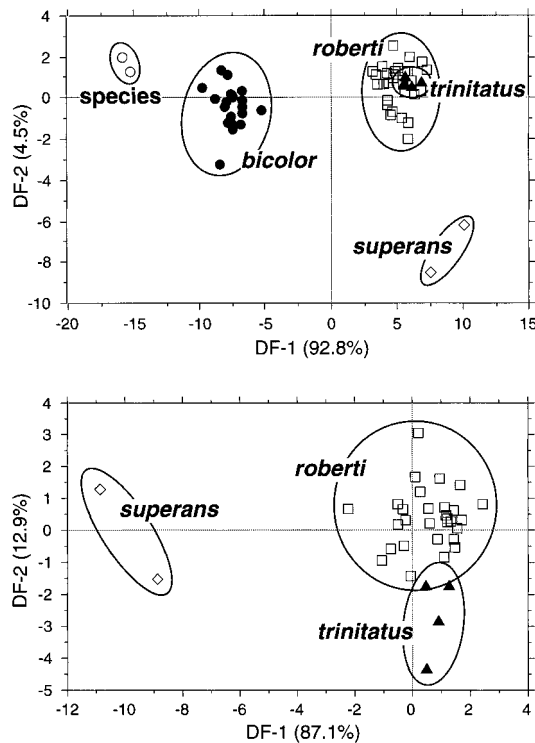 4
2
0
-2
-4
-6
-8
-10
DF-2 (4.5%)
species
bicolor
roberti
trinitatus
superans
-20 -15 -10 -5 0 5 10 15
DF-1 (92.8%)
4
3
2
1
0
-1
-2
-3
-4
-5
DF-2 (12.9%)
superans
roberti
trinitatus
-12 -10 -8 -6 -4 -2 0 2 4
DF-1 (87.1%)